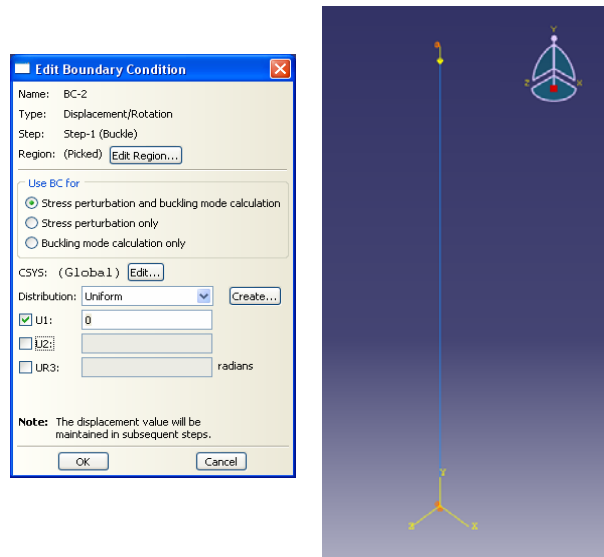 Edit Boundary Condition
Name: BC-2
Type: Displacement/Rotation
Step: Step-1 (Buckle)
Region: (Picked) Edit Region...
Use BC for
Stress perturbation and buckling mode calculation
Stress perturbation only
Buckling mode calculation only
CSYS: (Global) Edit...
Distribution: Uniform Create...
U1: 0
U2:
UR3: radians
Note: The displacement value will be
maintained in subsequent steps.
OK Cancel
Y
Z X
Y
Z X